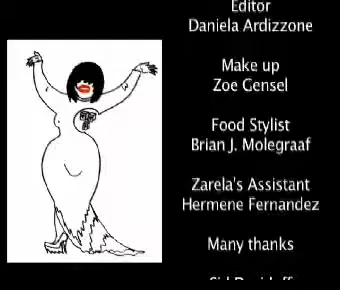 Editor
Daniela Ardizzone
Make up
Zoe Gensel
Food Stylist
Brian J. Molegraaf
Zarela's Assistant
Hermene Fernandez
Many thanks